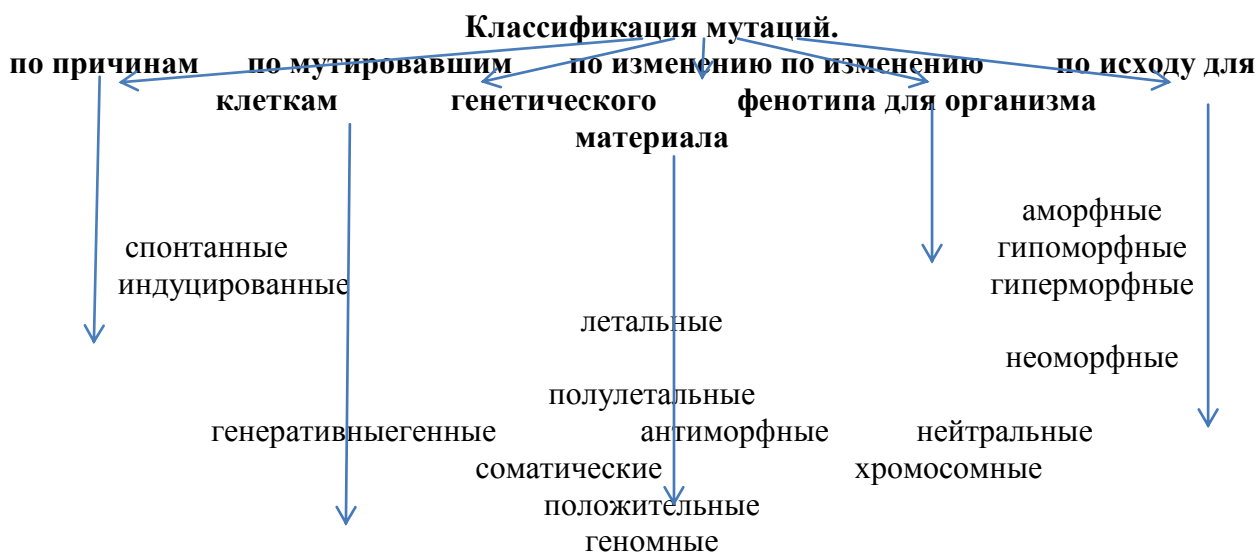 Классификация мутаций.
по причинам по мутировавшим по изменению по изменению по исходу для
клеткам генетического фенотипа для организма
материала
аморфные
спонтанные гипоморфные
индуцированные гиперморфные
летальные
неоморфные
полулетальные
генеративныегенные антиморфные нейтральные
соматические хромосомные
положительные
геномные